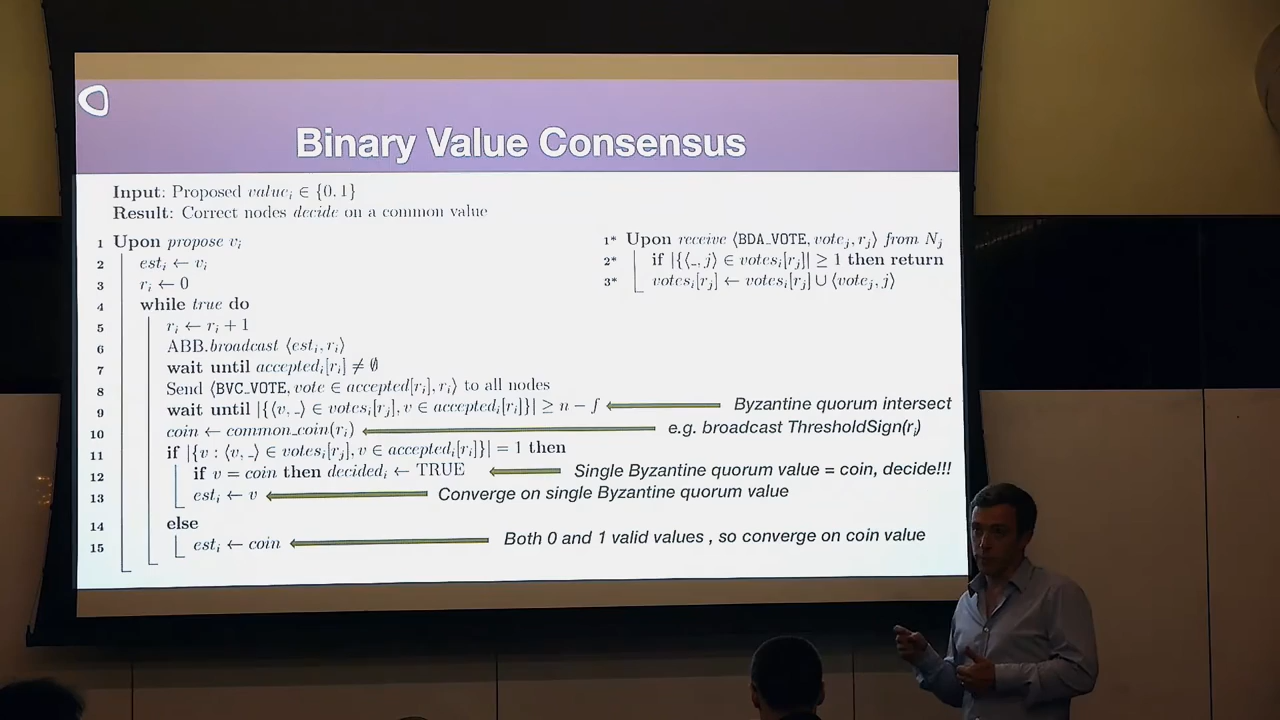 Binary Value Consensus
Input: Proposed value_i ∈ {0, 1}
Result: Correct nodes decide on a common value
1 Upon propose v_i
2 est_i ← v_i
3 r_i ← 0
4 while true do
5 r_i ← r_i + 1
6 ABB.broadcast ⟨est_i, r_i⟩
7 wait until accepted_i[r_i] ≠ ∅
8 Send ⟨BVC_VOTE, vote ∈ accepted[r_i], r_i⟩ to all nodes
9 wait until |{⟨v, _⟩ ∈ votes_i[r_j], v ∈ accepted_i[r_i]}| ≥ n − f Byzantine quorum intersect
10 coin ← common_coin(r_i) e.g. broadcast ThresholdSign(r_i)
11 if |{v : ⟨v, _⟩ ∈ votes_i[r_j], v ∈ accepted_i[r_i]}| = 1 then
12 if v = coin then decided_i ← TRUE Single Byzantine quorum value = coin, decide!!!
13 est_i ← v Converge on single Byzantine quorum value
14 else
15 est_i ← coin Both 0 and 1 valid values , so converge on coin value
1* Upon receive ⟨BDA_VOTE, vote_j, r_j⟩ from N_j
2* if |{⟨_, j⟩ ∈ votes_i[r_j]| ≥ 1 then return
3* votes_i[r_j] ← votes_i[r_j] ∪ ⟨vote_j, j⟩